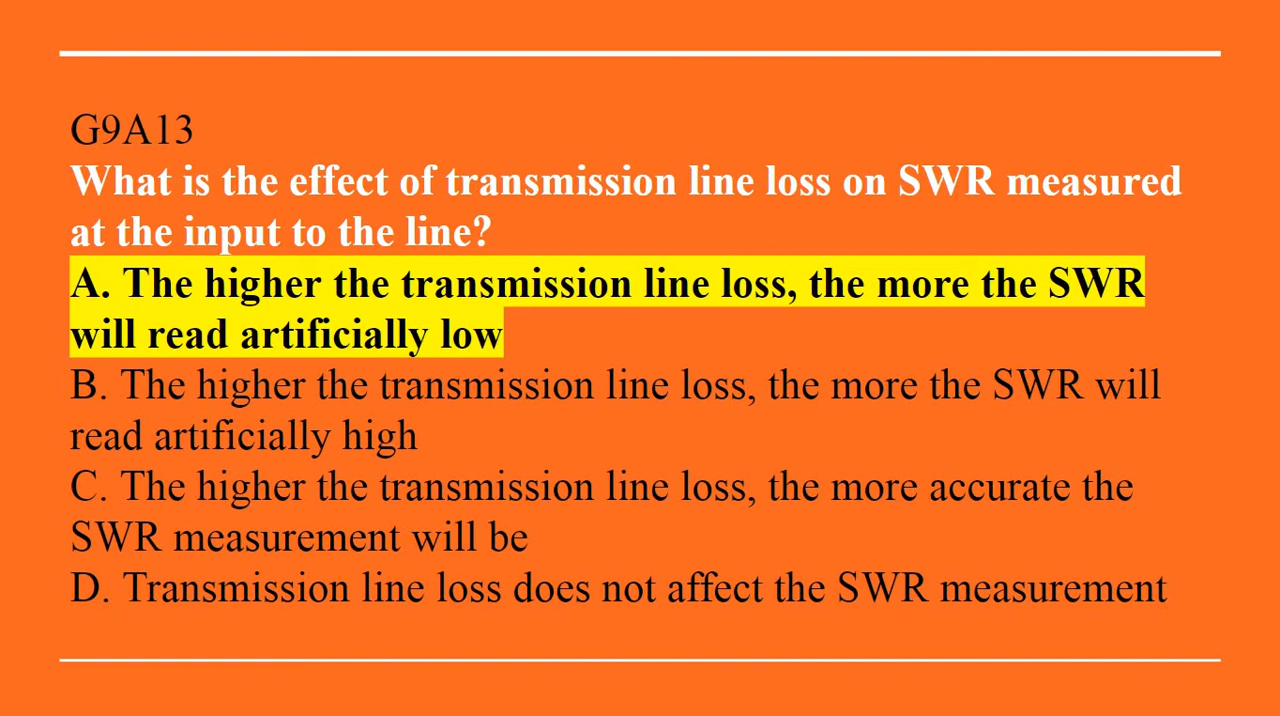 G9A13
What is the effect of transmission line loss on SWR measured
at the input to the line?
A. The higher the transmission line loss, the more the SWR
will read artificially low
B. The higher the transmission line loss, the more the SWR will
read artificially high
C. The higher the transmission line loss, the more accurate the
SWR measurement will be
D. Transmission line loss does not affect the SWR measurement